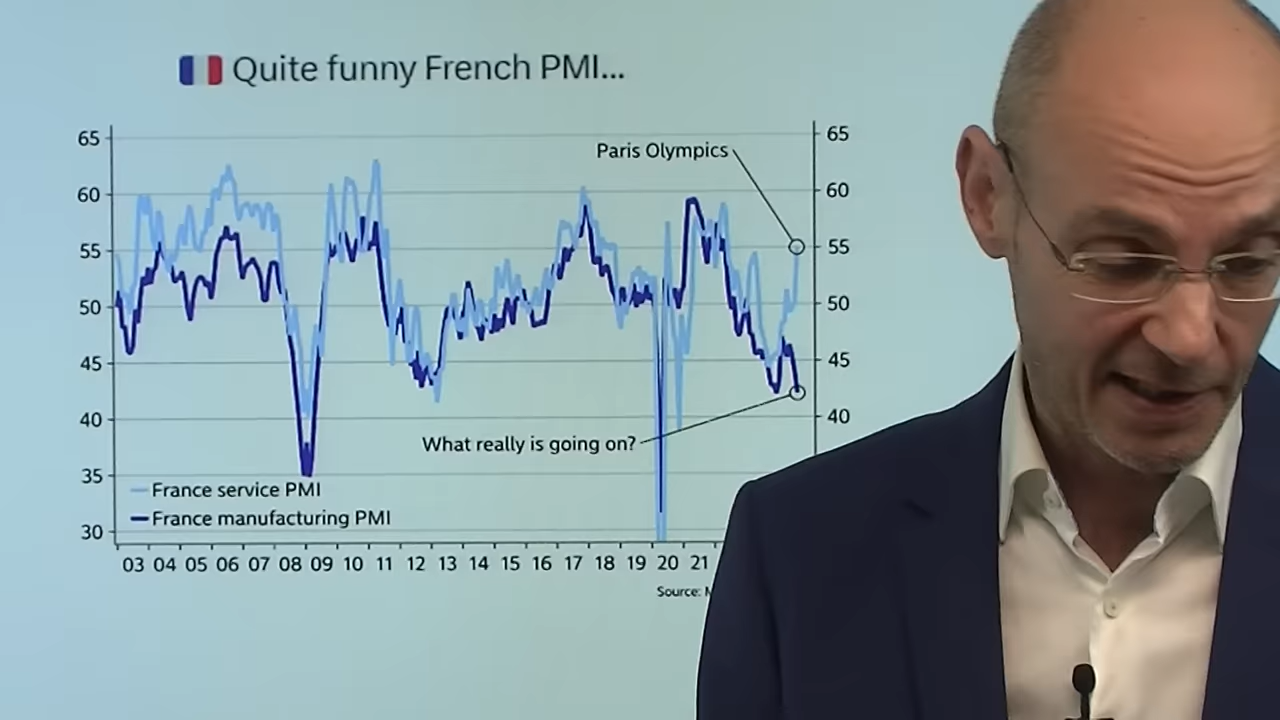 Quite funny French PMI...
65
60
55
50
45
40
35
30
65
60
55
50
45
40
Paris Olympics
What really is going on?
France service PMI
France manufacturing PMI
03 04 05 06 07 08 09 10 11 12 13 14 15 16 17 18 19 20 21
Source: